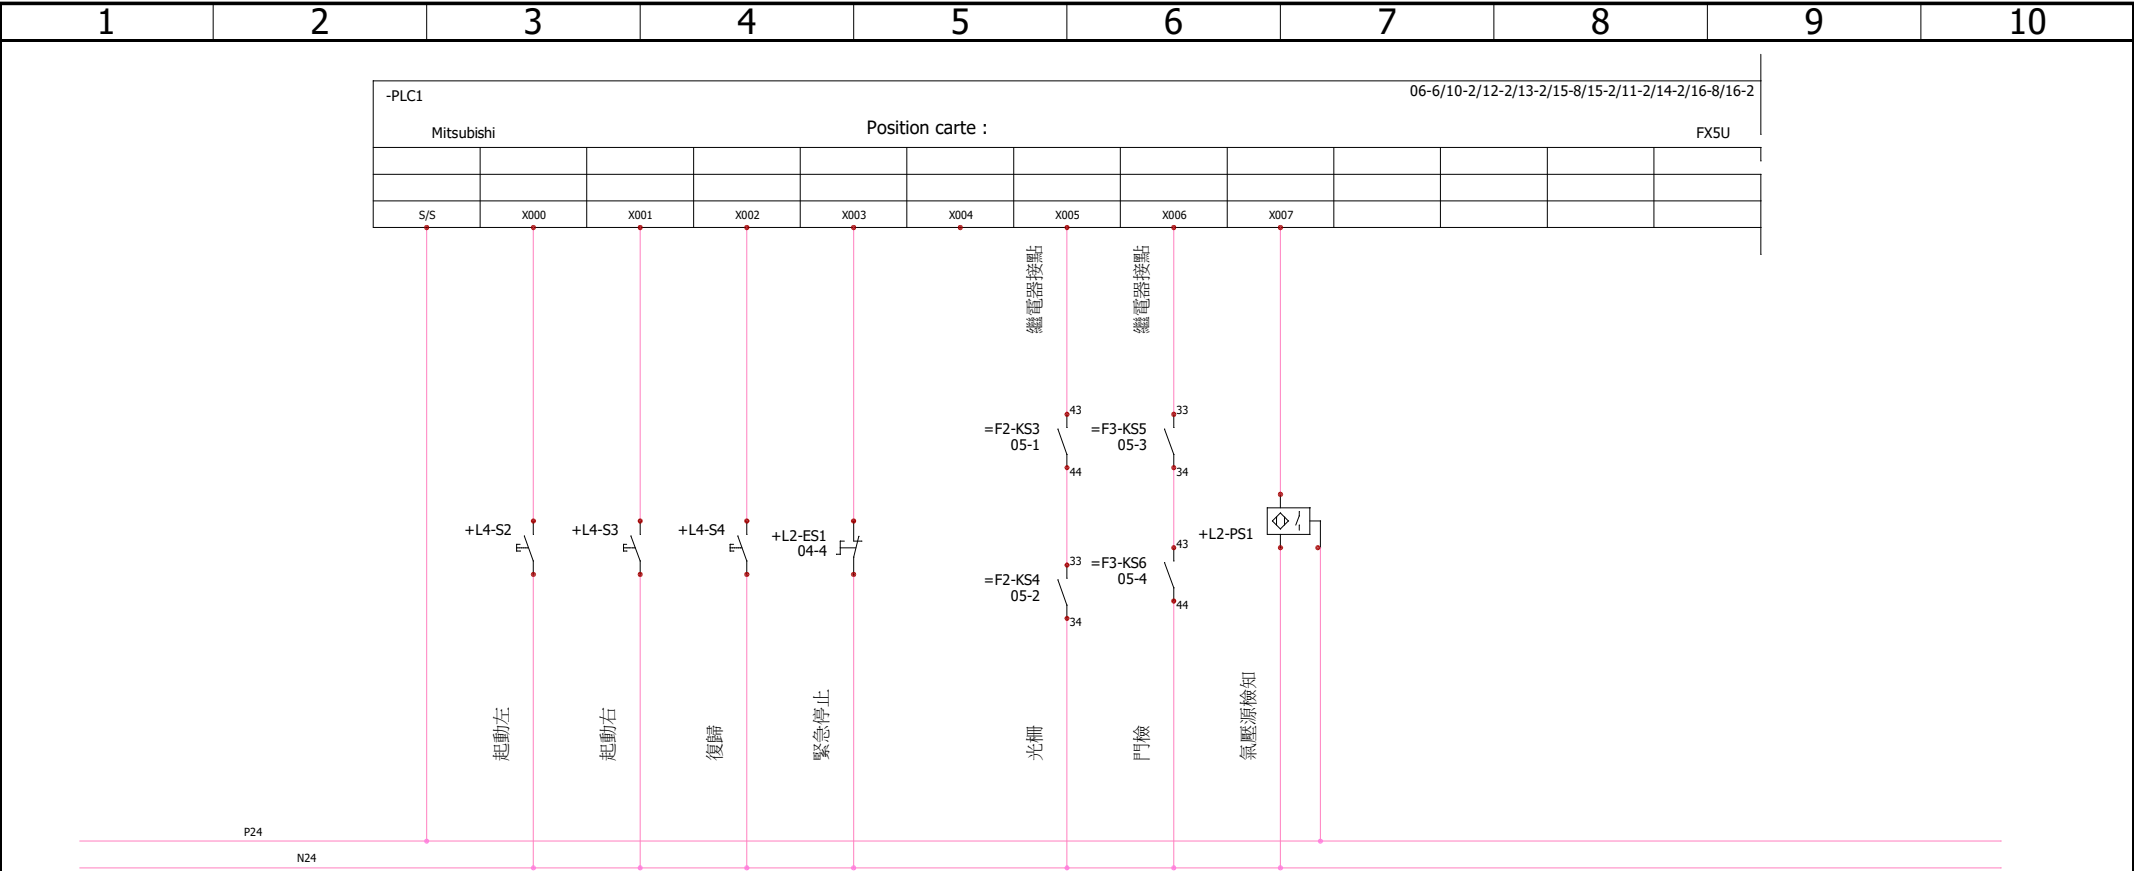 1 2 3 4 5 6 7 8 9 10
-PLC1
06-6/10-2/12-2/13-2/15-8/15-2/11-2/14-2/16-8/16-2
Mitsubishi
Position carte :
FX5U
S/S X000 X001 X002 X003 X004 X005 X006 X007
繼電器接點
繼電器接點
43
=F2-KS3
05-1
44
33
=F3-KS5
05-3
34
+L4-S2
+L4-S3
+L4-S4
+L2-ES1
04-4
33
=F2-KS4
05-2
34
43
=F3-KS6
05-4
44
+L2-PS1
起動左
起動右
復歸
緊急停止
光柵
門檢
氣壓源檢知
P24
N24